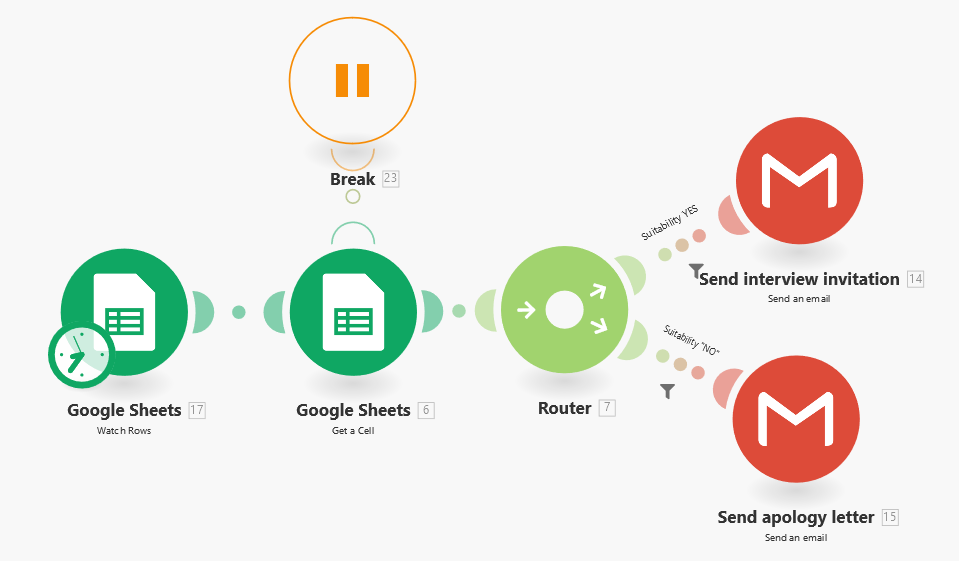 Break 23
Suitability YES
Send interview invitation 14
Send an email
Google Sheets 17
Watch Rows
Google Sheets 6
Get a Cell
Router 7
Suitability "NO"
Send apology letter 15
Send an email